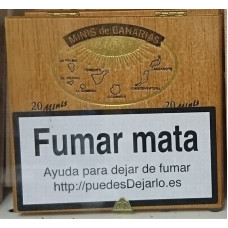 MINIS de CANARIAS
20 Minis 20 Minis
Fumar mata
Ayuda para dejar de fumar
http://puedesDejarlo.es